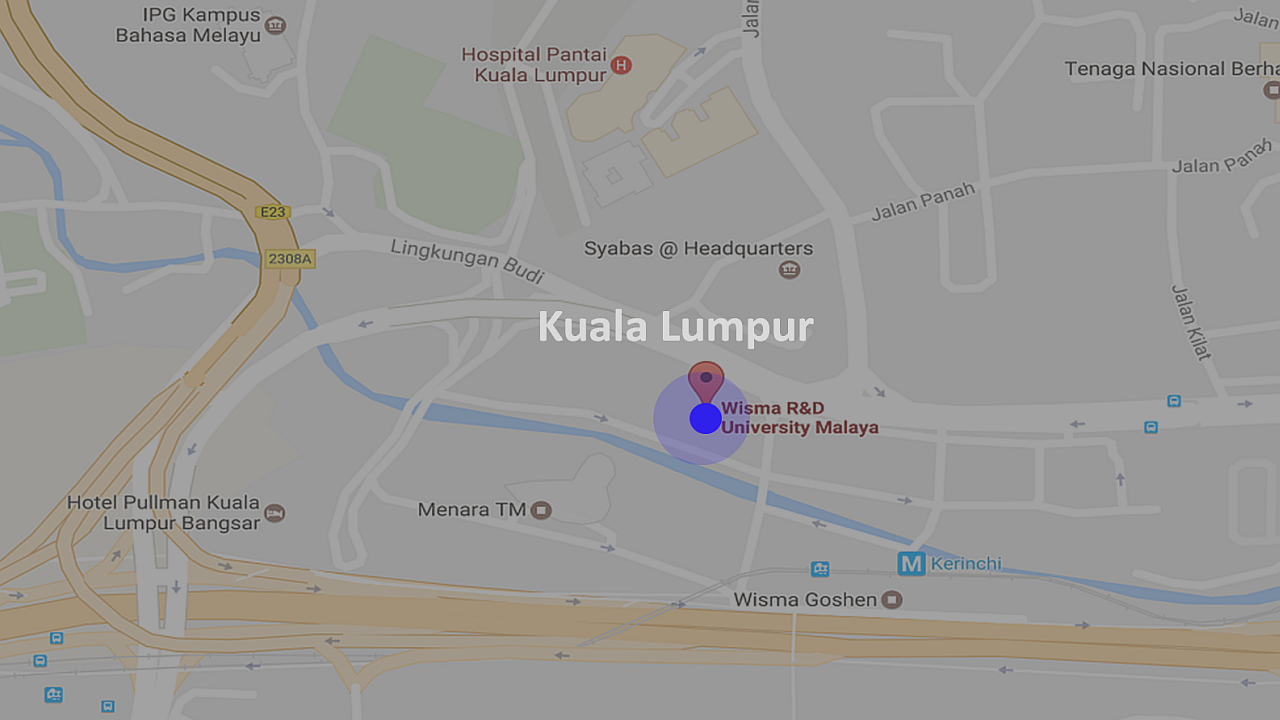 IPG Kampus
Bahasa Melayu
Hospital Pantai
Kuala Lumpur
H
Jalan
Tenaga Nasional Berha
Jalan Panah
Jalan Panah
E23
2308A
Lingkungan Budi
Syabas @ Headquarters
Kuala Lumpur
Jalan Kilat
Wisma R&D
University Malaya
Hotel Pullman Kuala
Lumpur Bangsar
Menara TM
M Kerinchi
Wisma Goshen